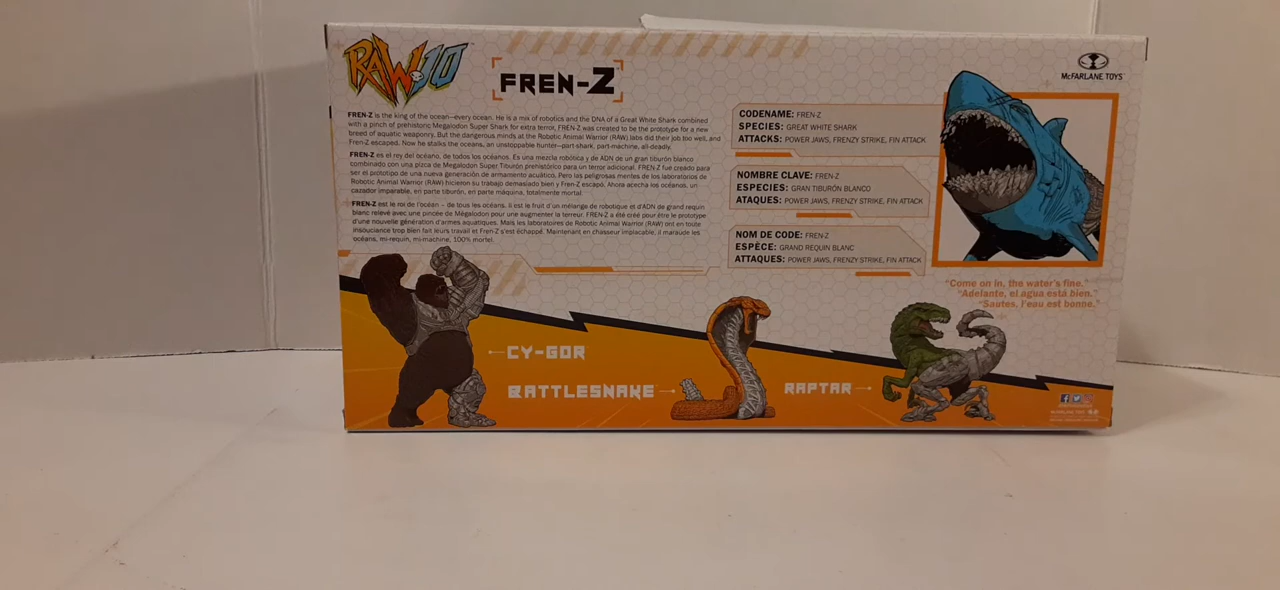 RAW10
FREN-Z
McFARLANE TOYS
FREN-Z is the king of the ocean—every ocean. He is a mix of robotics and the DNA of a Great White Shark combined
with a pinch of prehistoric Megalodon Super Shark for extra terror, FREN-Z was created to be the prototype for a new
breed of aquatic weaponry. But the dangerous minds at the Robotic Animal Warrior (RAW) labs did their job too well, and
Fren-Z escaped. Now he stalks the oceans, an unstoppable hunter—part-shark, part-machine, all-deadly.
FREN-Z es el rey del océano, de todos los océanos. Es una mezcla robótica y de ADN de un gran tiburón blanco
combinado con una pizca de Megalodon Super Tiburón prehistórico para un terror adicional. FREN-Z fue creado para
ser el prototipo de una nueva generación de armamento acuático. Pero las peligrosas mentes de los laboratorios de
Robotic Animal Warrior (RAW) hicieron su trabajo demasiado bien y Fren-Z escapó. Ahora acecha los océanos, un
cazador imparable, en parte tiburón, en parte máquina, totalmente mortal.
FREN-Z est le roi de l'océan – de tous les océans. Il est le fruit d'un mélange de robotique et d'ADN de grand requin
blanc relevé avec une pincée de Mégalodon pour une augmenter la terreur. FREN-Z a été créé pour être le prototype
d'une nouvelle génération d'armes aquatiques. Mais les laboratoires de Robotic Animal Warrior (RAW) ont en toute
insouciance trop bien fait leurs travail et Fren-Z s'est échappé. Maintenant en chasseur implacable, il maraude les
océans, mi-requin, mi-machine, 100% mortel.
CODENAME: FREN-Z
SPECIES: GREAT WHITE SHARK
ATTACKS: POWER JAWS, FRENZY STRIKE, FIN ATTACK
NOMBRE CLAVE: FREN-Z
ESPECIES: GRAN TIBURÓN BLANCO
ATAQUES: POWER JAWS, FRENZY STRIKE, FIN ATTACK
NOM DE CODE: FREN-Z
ESPÈCE: GRAND REQUIN BLANC
ATTAQUES: POWER JAWS, FRENZY STRIKE, FIN ATTACK
"Come on in, the water's fine."
"Adelante, el agua está bien."
"Sautes, l'eau est bonne."
CY-GOR
BATTLESNAKE
RAPTAR